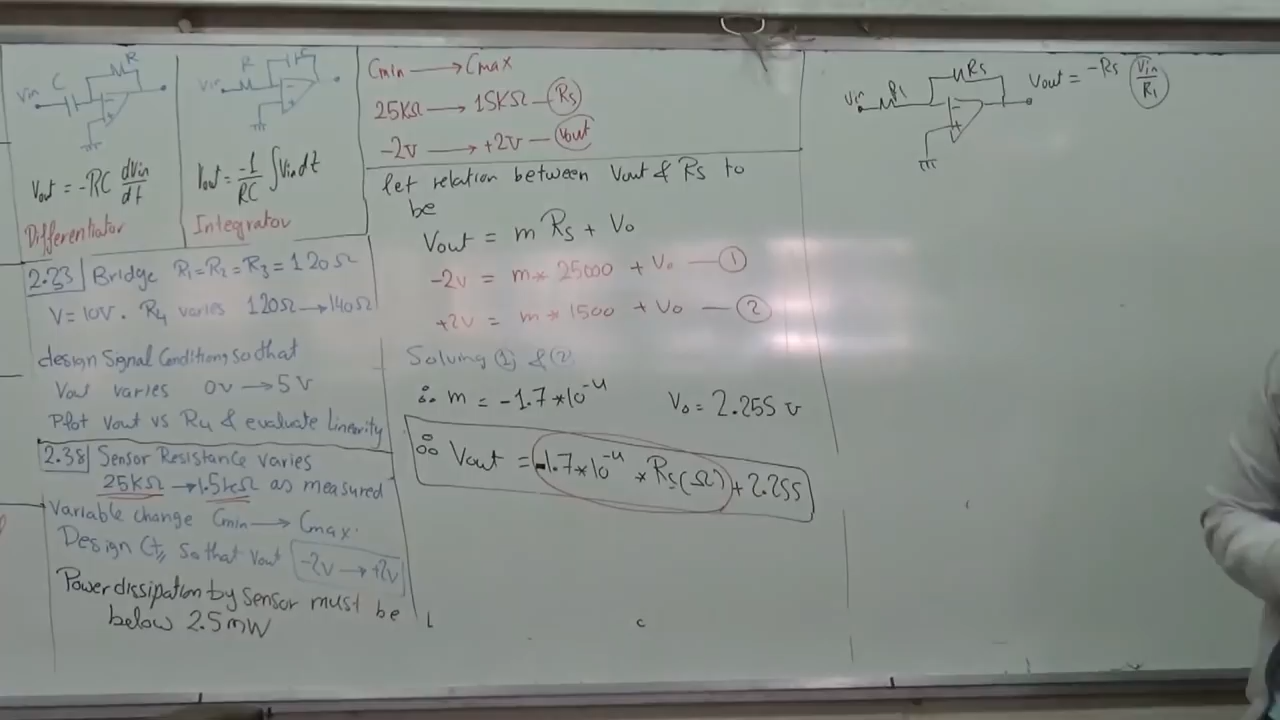 Vin C R
Vout = -RC dVin/dt
Differentiator
Vin R C
Vout = -1/RC ∫Vin dt
Integrator
2.23 Bridge R1=R2=R3=120Ω
V=10V. R4 varies 120Ω→140Ω
design Signal Conditiong so that
Vout varies 0V→5V
Plot Vout vs R4 & evaluate linearity
2.38 Sensor Resistance varies
25KΩ→1.5kΩ as measured
Variable change Cmin→Cmax.
Design Ct, so that Vout -2V→+2V
Power dissipation by sensor must be
below 2.5mW
Cmin→Cmax
25KΩ→1.5KΩ—Rs
-2V→+2V—Vout
let relation between Vout & Rs to
be
Vout = m Rs + Vo
-2V = m* 25000 + Vo —①
+2V = m* 1500 + Vo —②
Solving ① & ②
∴ m = -1.7*10⁻⁴ Vo = 2.255 V
∴ Vout = -1.7*10⁻⁴ * Rs(Ω) + 2.255
Vin R1 Rs
Vout = -Rs Vin/R1